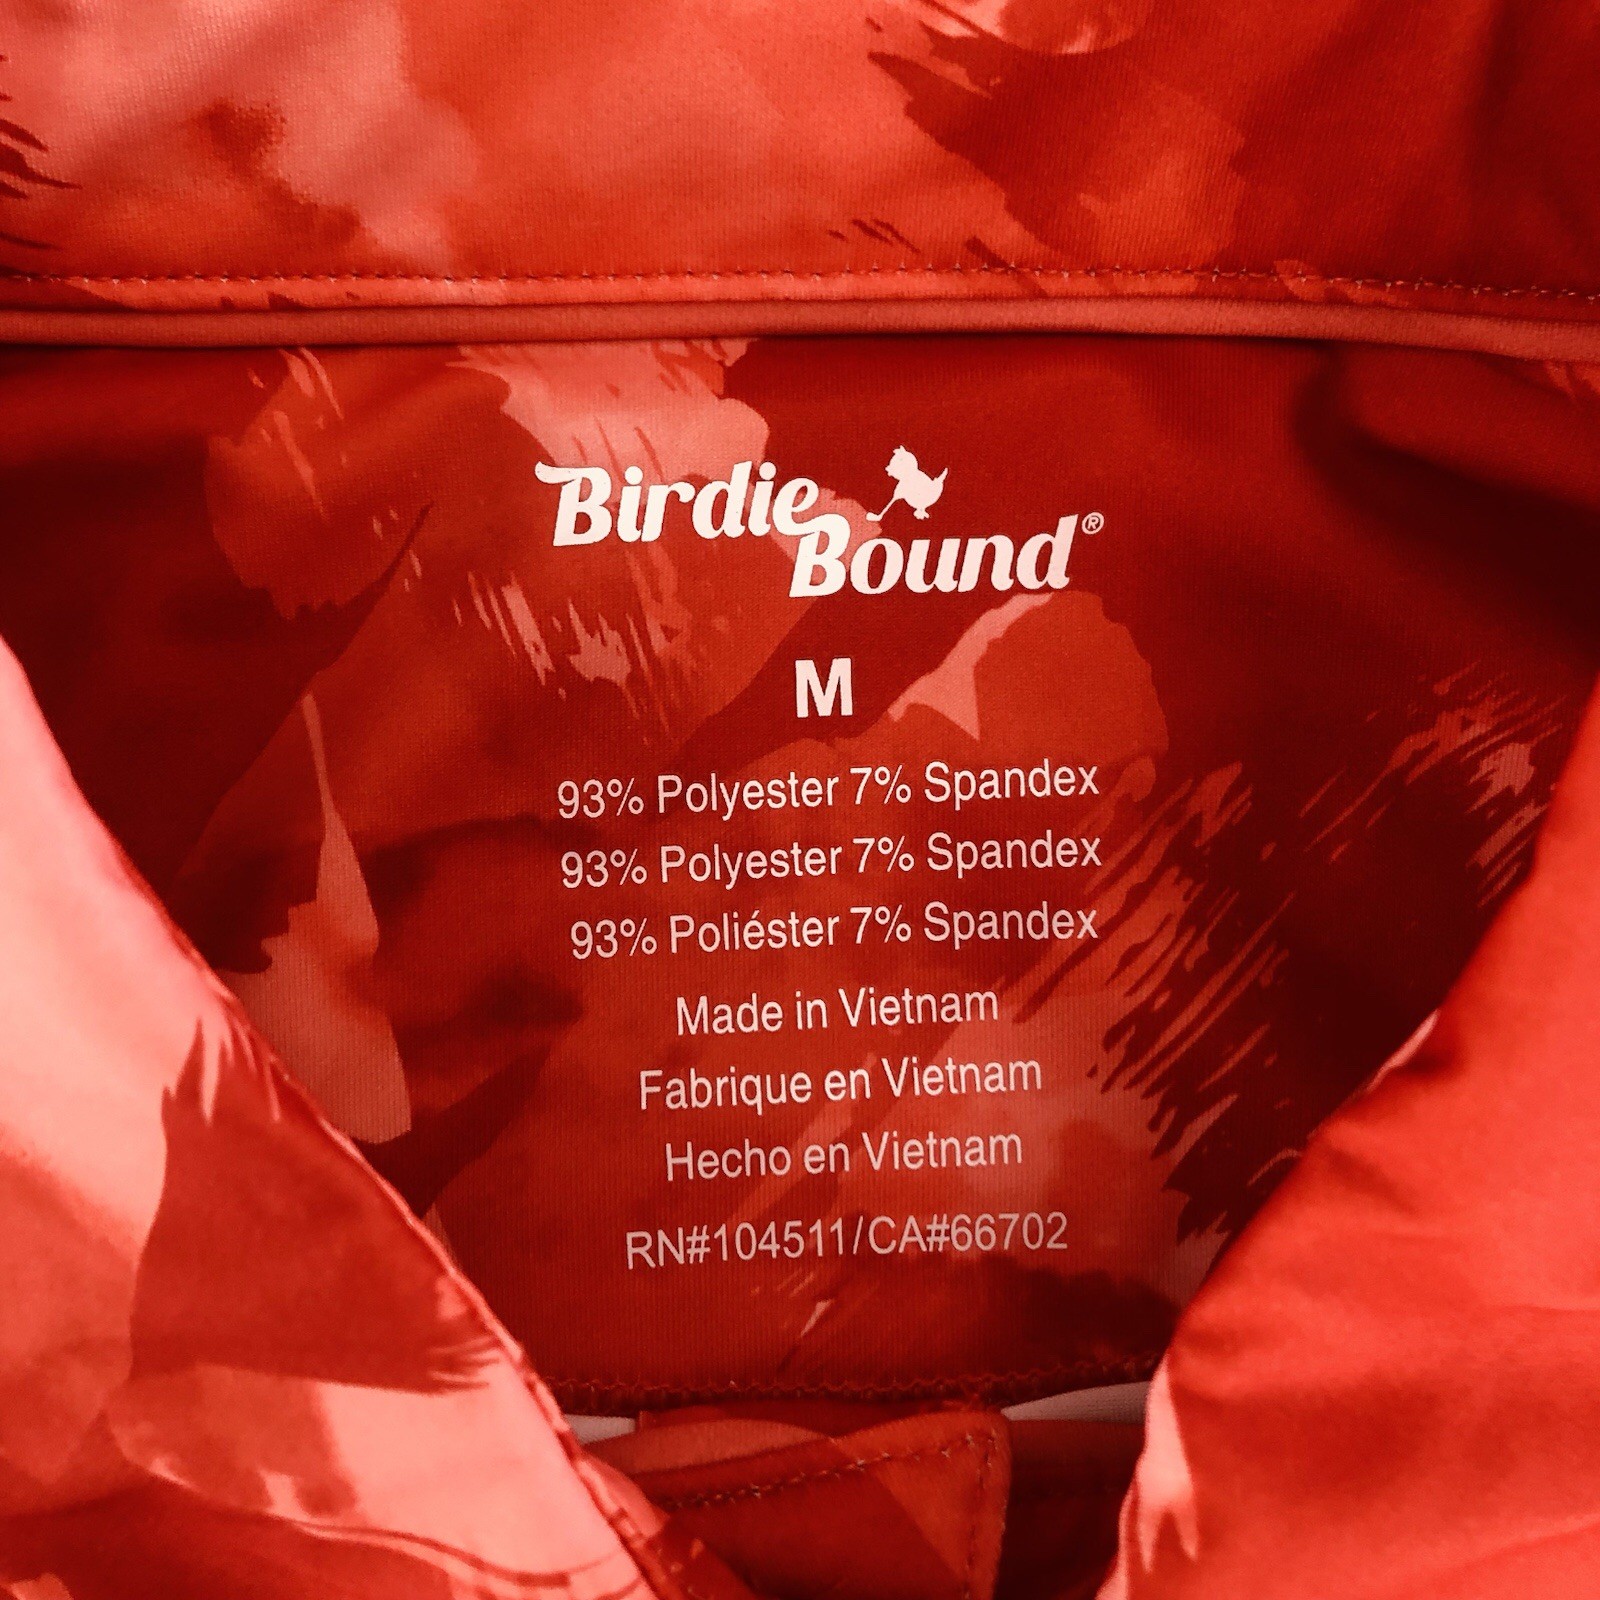 Birdie
Bound®
M
93% Polyester 7% Spandex
93% Polyester 7% Spandex
93% Poliéster 7% Spandex
Made in Vietnam
Fabrique en Vietnam
Hecho en Vietnam
RN#104511/CA#66702